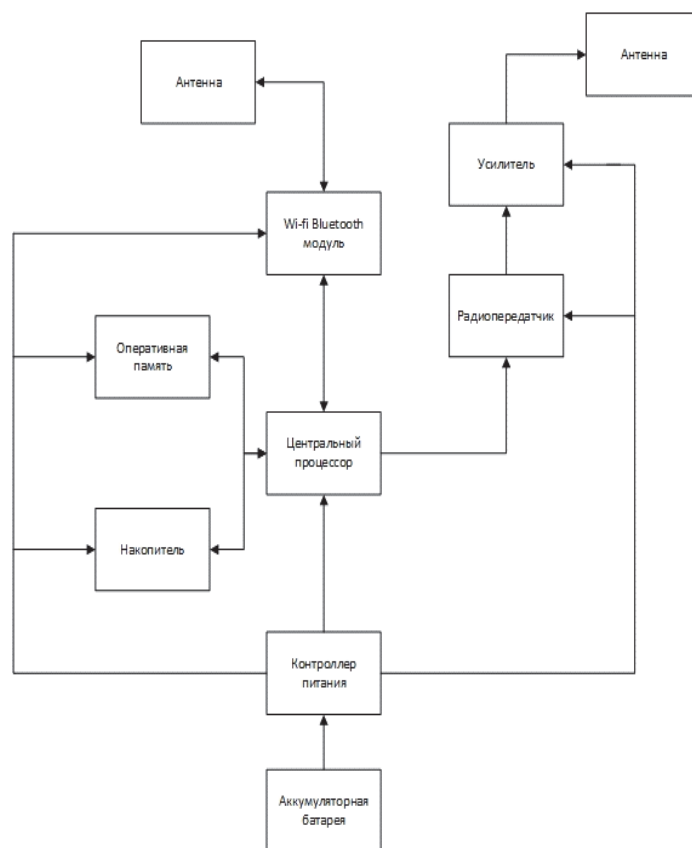 Антенна
Антенна
Усилитель
Wi-fi Bluetooth
модуль
Радиопередатчик
Оперативная
память
Центральный
процессор
Накопитель
Контроллер
питания
Аккумуляторная
батарея